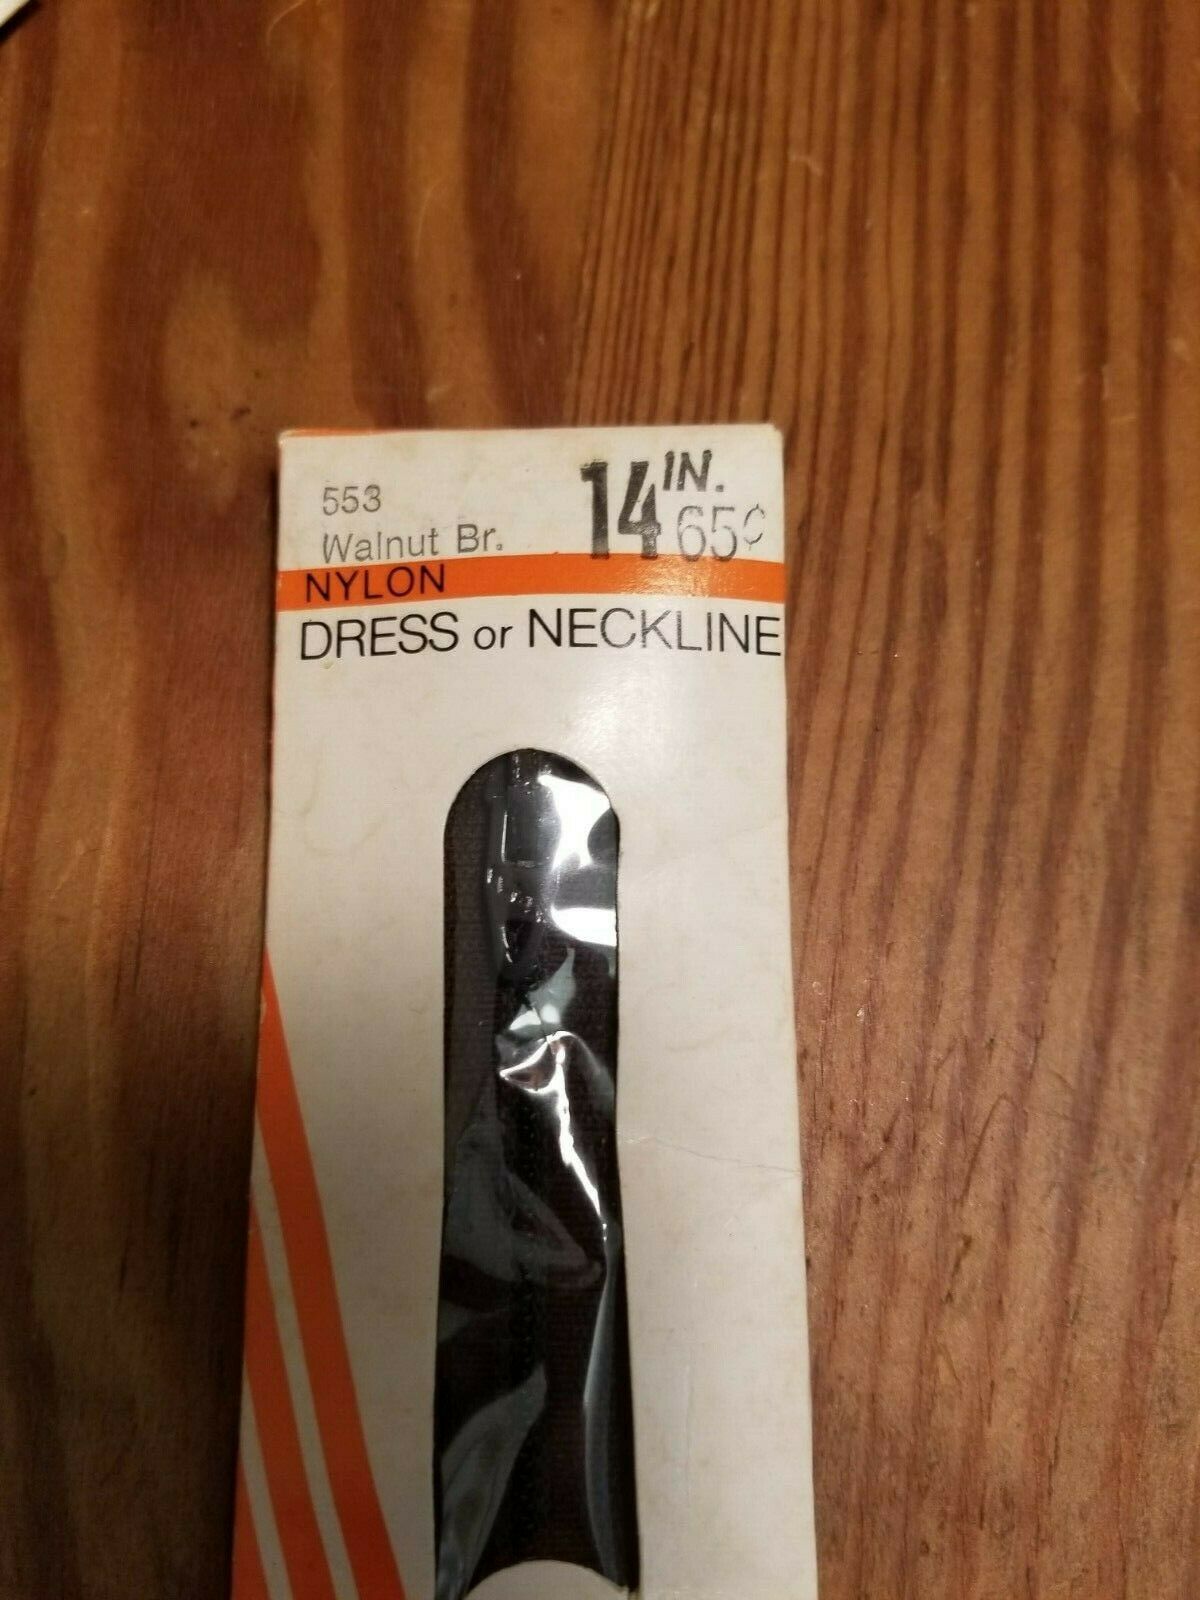 553
Walnut Br.
14 IN.
65¢
NYLON
DRESS or NECKLINE